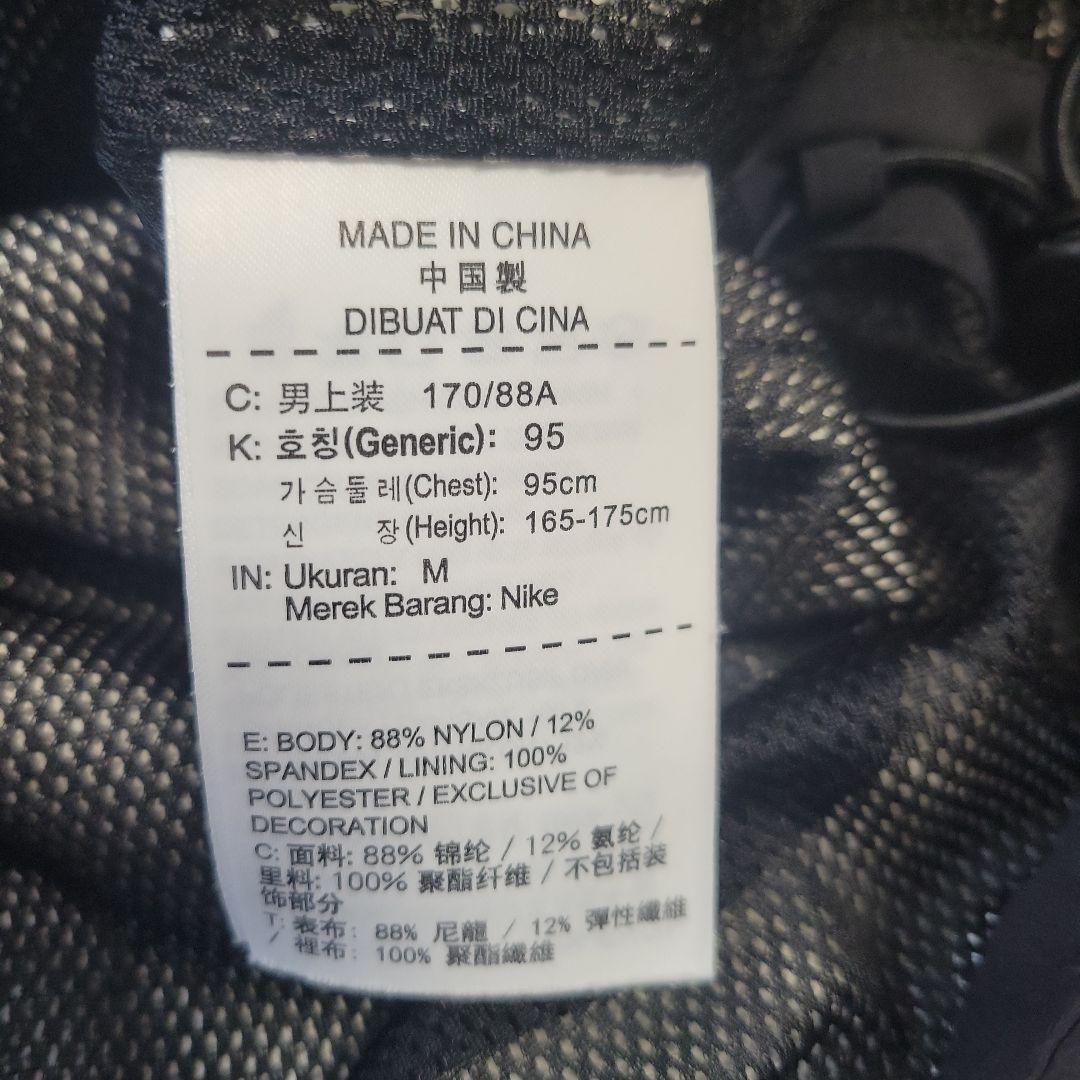 MADE IN CHINA
中国製
DIBUAT DI CINA
C: 男上装 170/88A
K: 호칭(Generic): 95
가슴둘레(Chest): 95cm
신 장(Height): 165-175cm
IN: Ukuran: M
Merek Barang: Nike
E: BODY: 88% NYLON / 12%
SPANDEX / LINING: 100%
POLYESTER / EXCLUSIVE OF
DECORATION
C: 面料: 88% 锦纶 / 12% 氨纶 /
里料: 100% 聚酯纤维 / 不包括装
饰部分
T: 表布: 88% 尼龍 / 12% 彈性纖維
/ 裡布: 100% 聚酯纖維